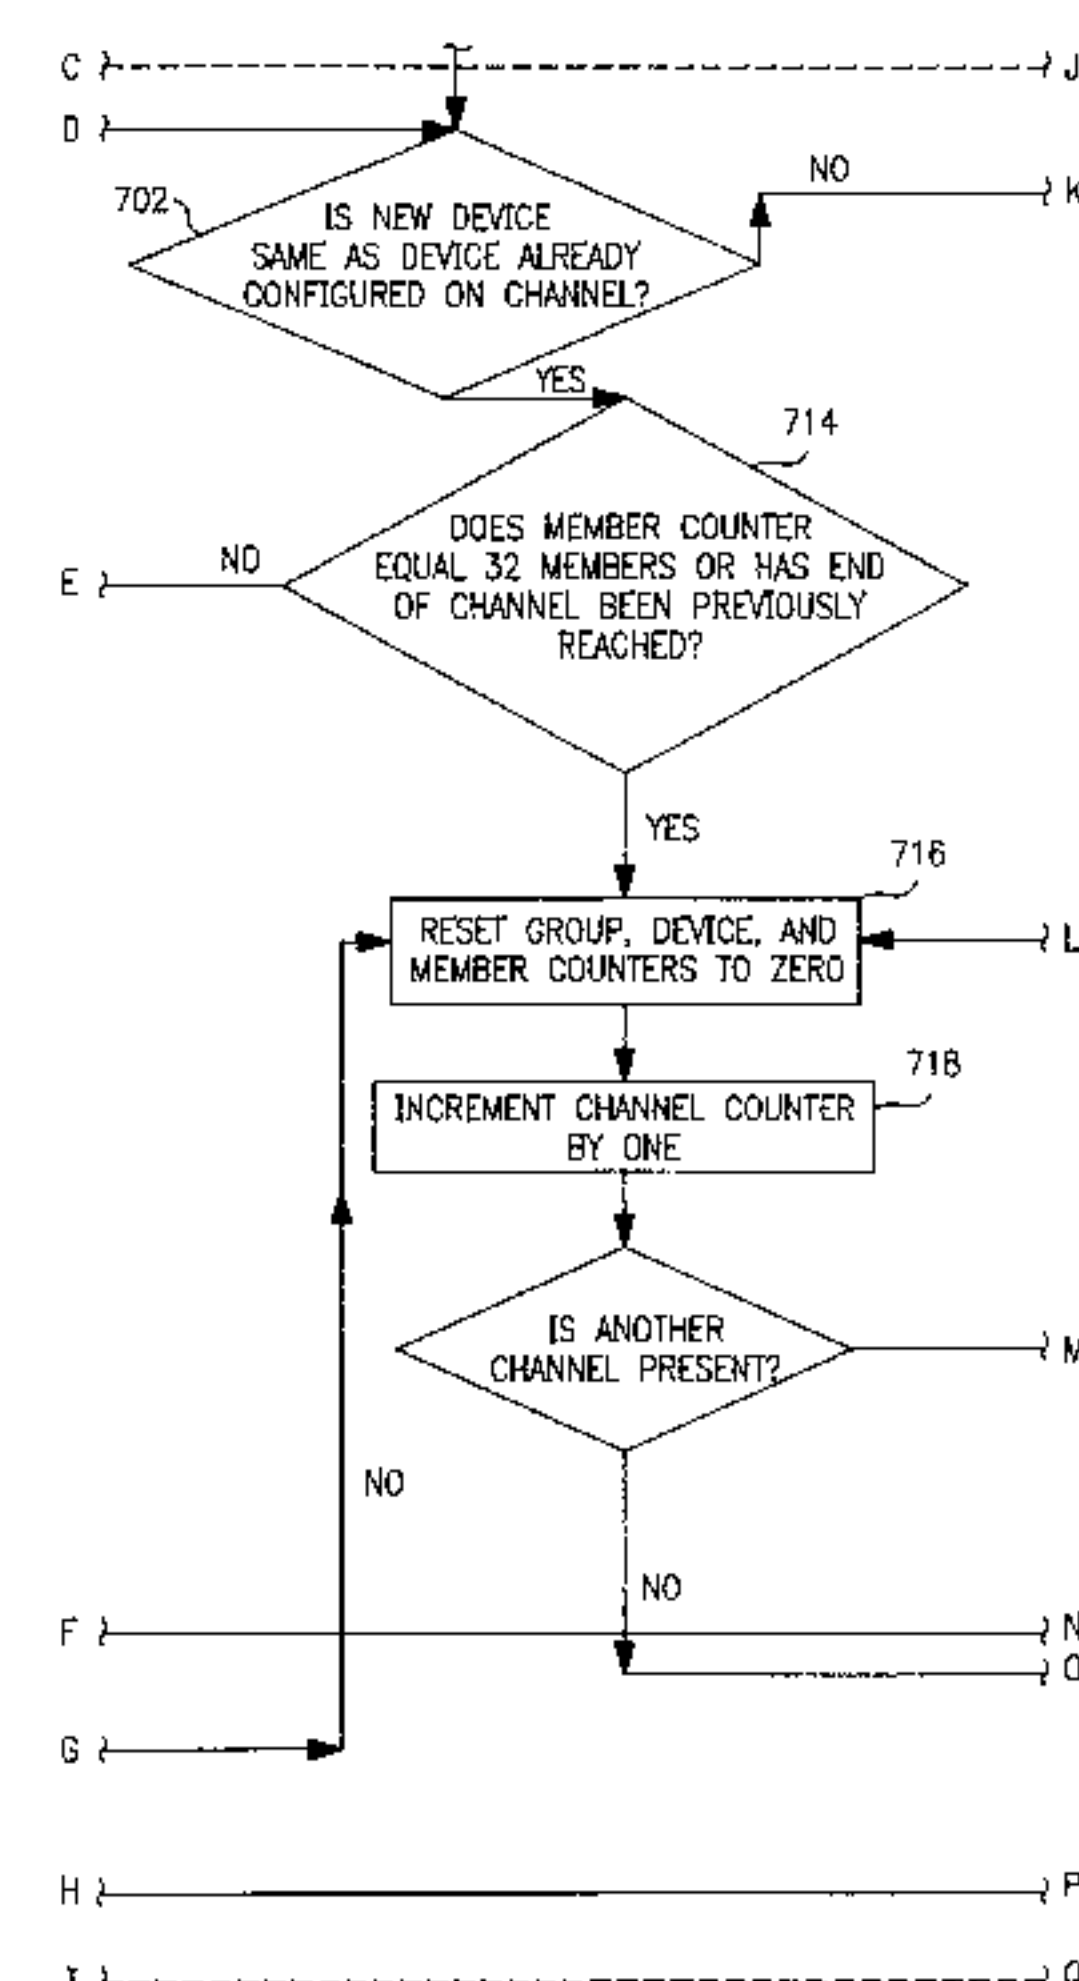 C
J
D
NO
K
702
IS NEW DEVICE
SAME AS DEVICE ALREADY
CONFIGURED ON CHANNEL?
YES
714
DOES MEMBER COUNTER
EQUAL 32 MEMBERS OR HAS END
OF CHANNEL BEEN PREVIOUSLY
REACHED?
NO
E
YES
716
RESET GROUP, DEVICE, AND
MEMBER COUNTERS TO ZERO
L
718
INCREMENT CHANNEL COUNTER
BY ONE
IS ANOTHER
CHANNEL PRESENT?
M
NO
NO
F
N
O
G
H
P